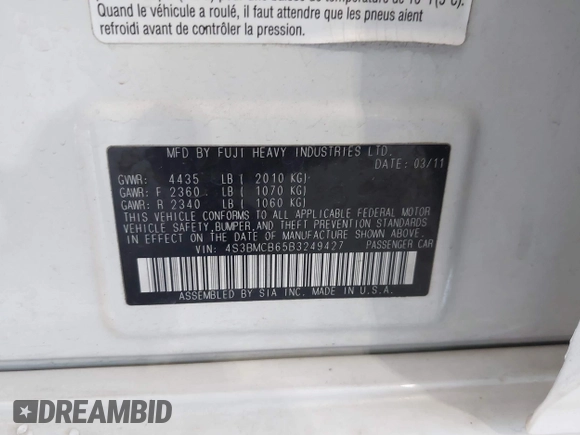 Quand le véhicule a roulé, il faut attendre que les pneus aient
refroidi avant de contrôler la pression.
MFD BY FUJI HEAVY INDUSTRIES LTD.
DATE: 03/11
GVWR: 4435 LB ( 2010 KG)
GAWR: F 2360 LB ( 1070 KG)
GAWR: R 2340 LB ( 1060 KG)
THIS VEHICLE CONFORMS TO ALL APPLICABLE FEDERAL MOTOR
VEHICLE SAFETY, BUMPER, AND THEFT PREVENTION STANDARDS
IN EFFECT ON THE DATE OF MANUFACTURE SHOWN ABOVE.
VIN: 4S3BMCB65B3249427 PASSENGER CAR
ASSEMBLED BY SIA INC. MADE IN U.S.A.
DREAMBID